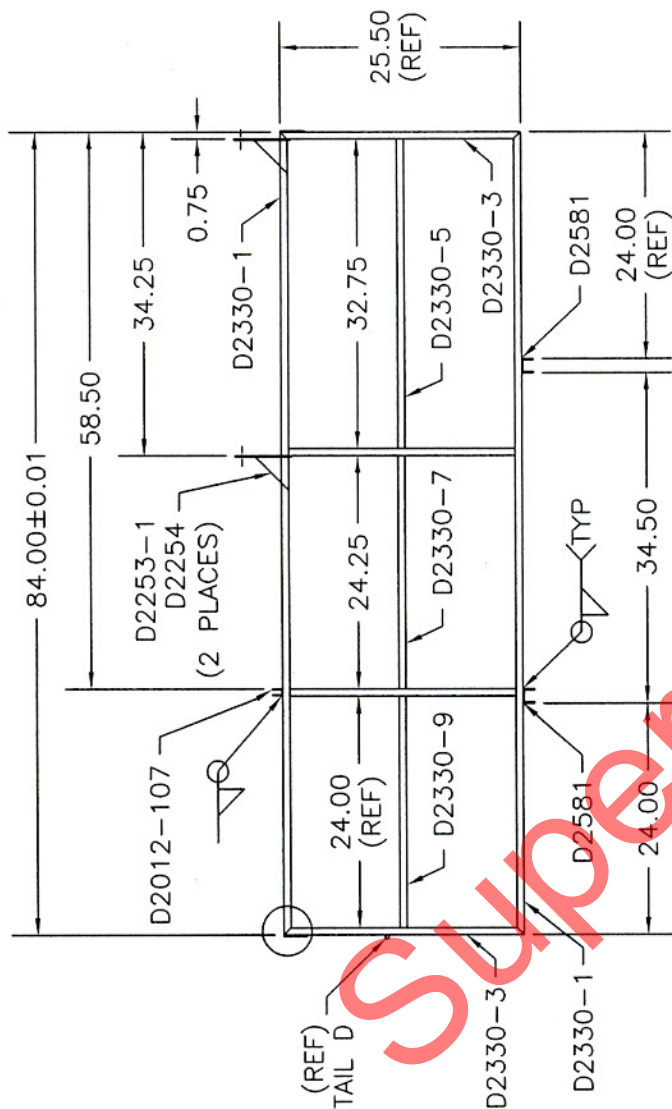 84.00±0.01
58.50
34.25
0.75
D2012-107
D2253-1
D2254
(2 PLACES)
D2330-1
25.50
(REF)
24.00
(REF)
24.25
32.75
D2330-9
D2330-7
D2330-5
D2330-3
(REF)
TAIL D
D2330-3
D2330-1
D2581
TYP
D2581
24.00
34.50
24.00
(REF)
Super